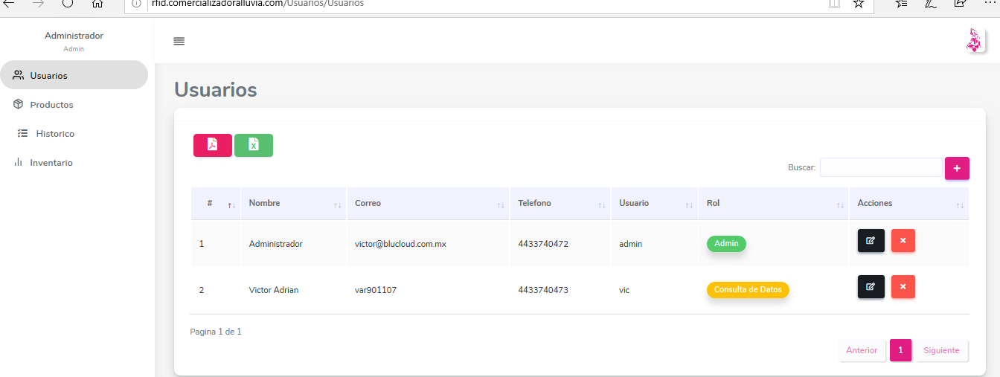 rfid.comercializadoralluvia.com/Usuarios/Usuarios
Administrador
Admin
Usuarios
Productos
Historico
Inventario
Usuarios
Buscar:
# Nombre Correo Telefono Usuario Rol Acciones
1 Administrador victor@blucloud.com.mx 4433740472 admin Admin
2 Victor Adrian var901107 4433740473 vic Consulta de Datos
Pagina 1 de 1
Anterior 1 Siguiente